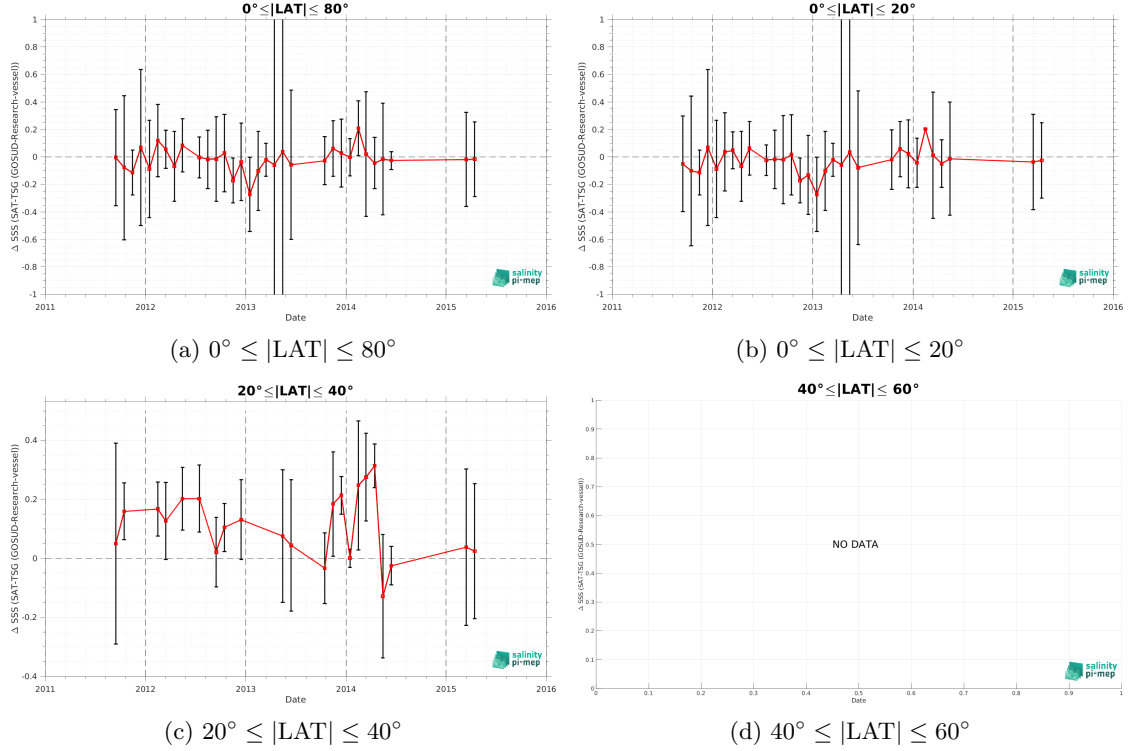 0°≤|LAT|≤ 80°
Δ SSS (SAT-TSG (GOSUD-Research-vessel))
1
0.8
0.6
0.4
0.2
0
-0.2
-0.4
-0.6
-0.8
-1
2011
2012
2013
2014
2015
2016
Date
salinity
pi-mep
(a) 0° ≤ |LAT| ≤ 80°
0°≤|LAT|≤ 20°
Δ SSS (SAT-TSG (GOSUD-Research-vessel))
1
0.8
0.6
0.4
0.2
0
-0.2
-0.4
-0.6
-0.8
-1
2011
2012
2013
2014
2015
2016
Date
salinity
pi-mep
(b) 0° ≤ |LAT| ≤ 20°
20°≤|LAT|≤ 40°
Δ SSS (SAT-TSG (GOSUD-Research-vessel))
0.4
0.2
0
-0.2
-0.4
2011
2012
2013
2014
2015
2016
Date
salinity
pi-mep
(c) 20° ≤ |LAT| ≤ 40°
40°≤|LAT|≤ 60°
Δ SSS (SAT-TSG (GOSUD-Research-vessel))
1
0.9
0.8
0.7
0.6
0.5
0.4
0.3
0.2
0.1
0
NO DATA
0
0.1
0.2
0.3
0.4
0.5
0.6
0.7
0.8
0.9
1
Date
salinity
pi-mep
(d) 40° ≤ |LAT| ≤ 60°